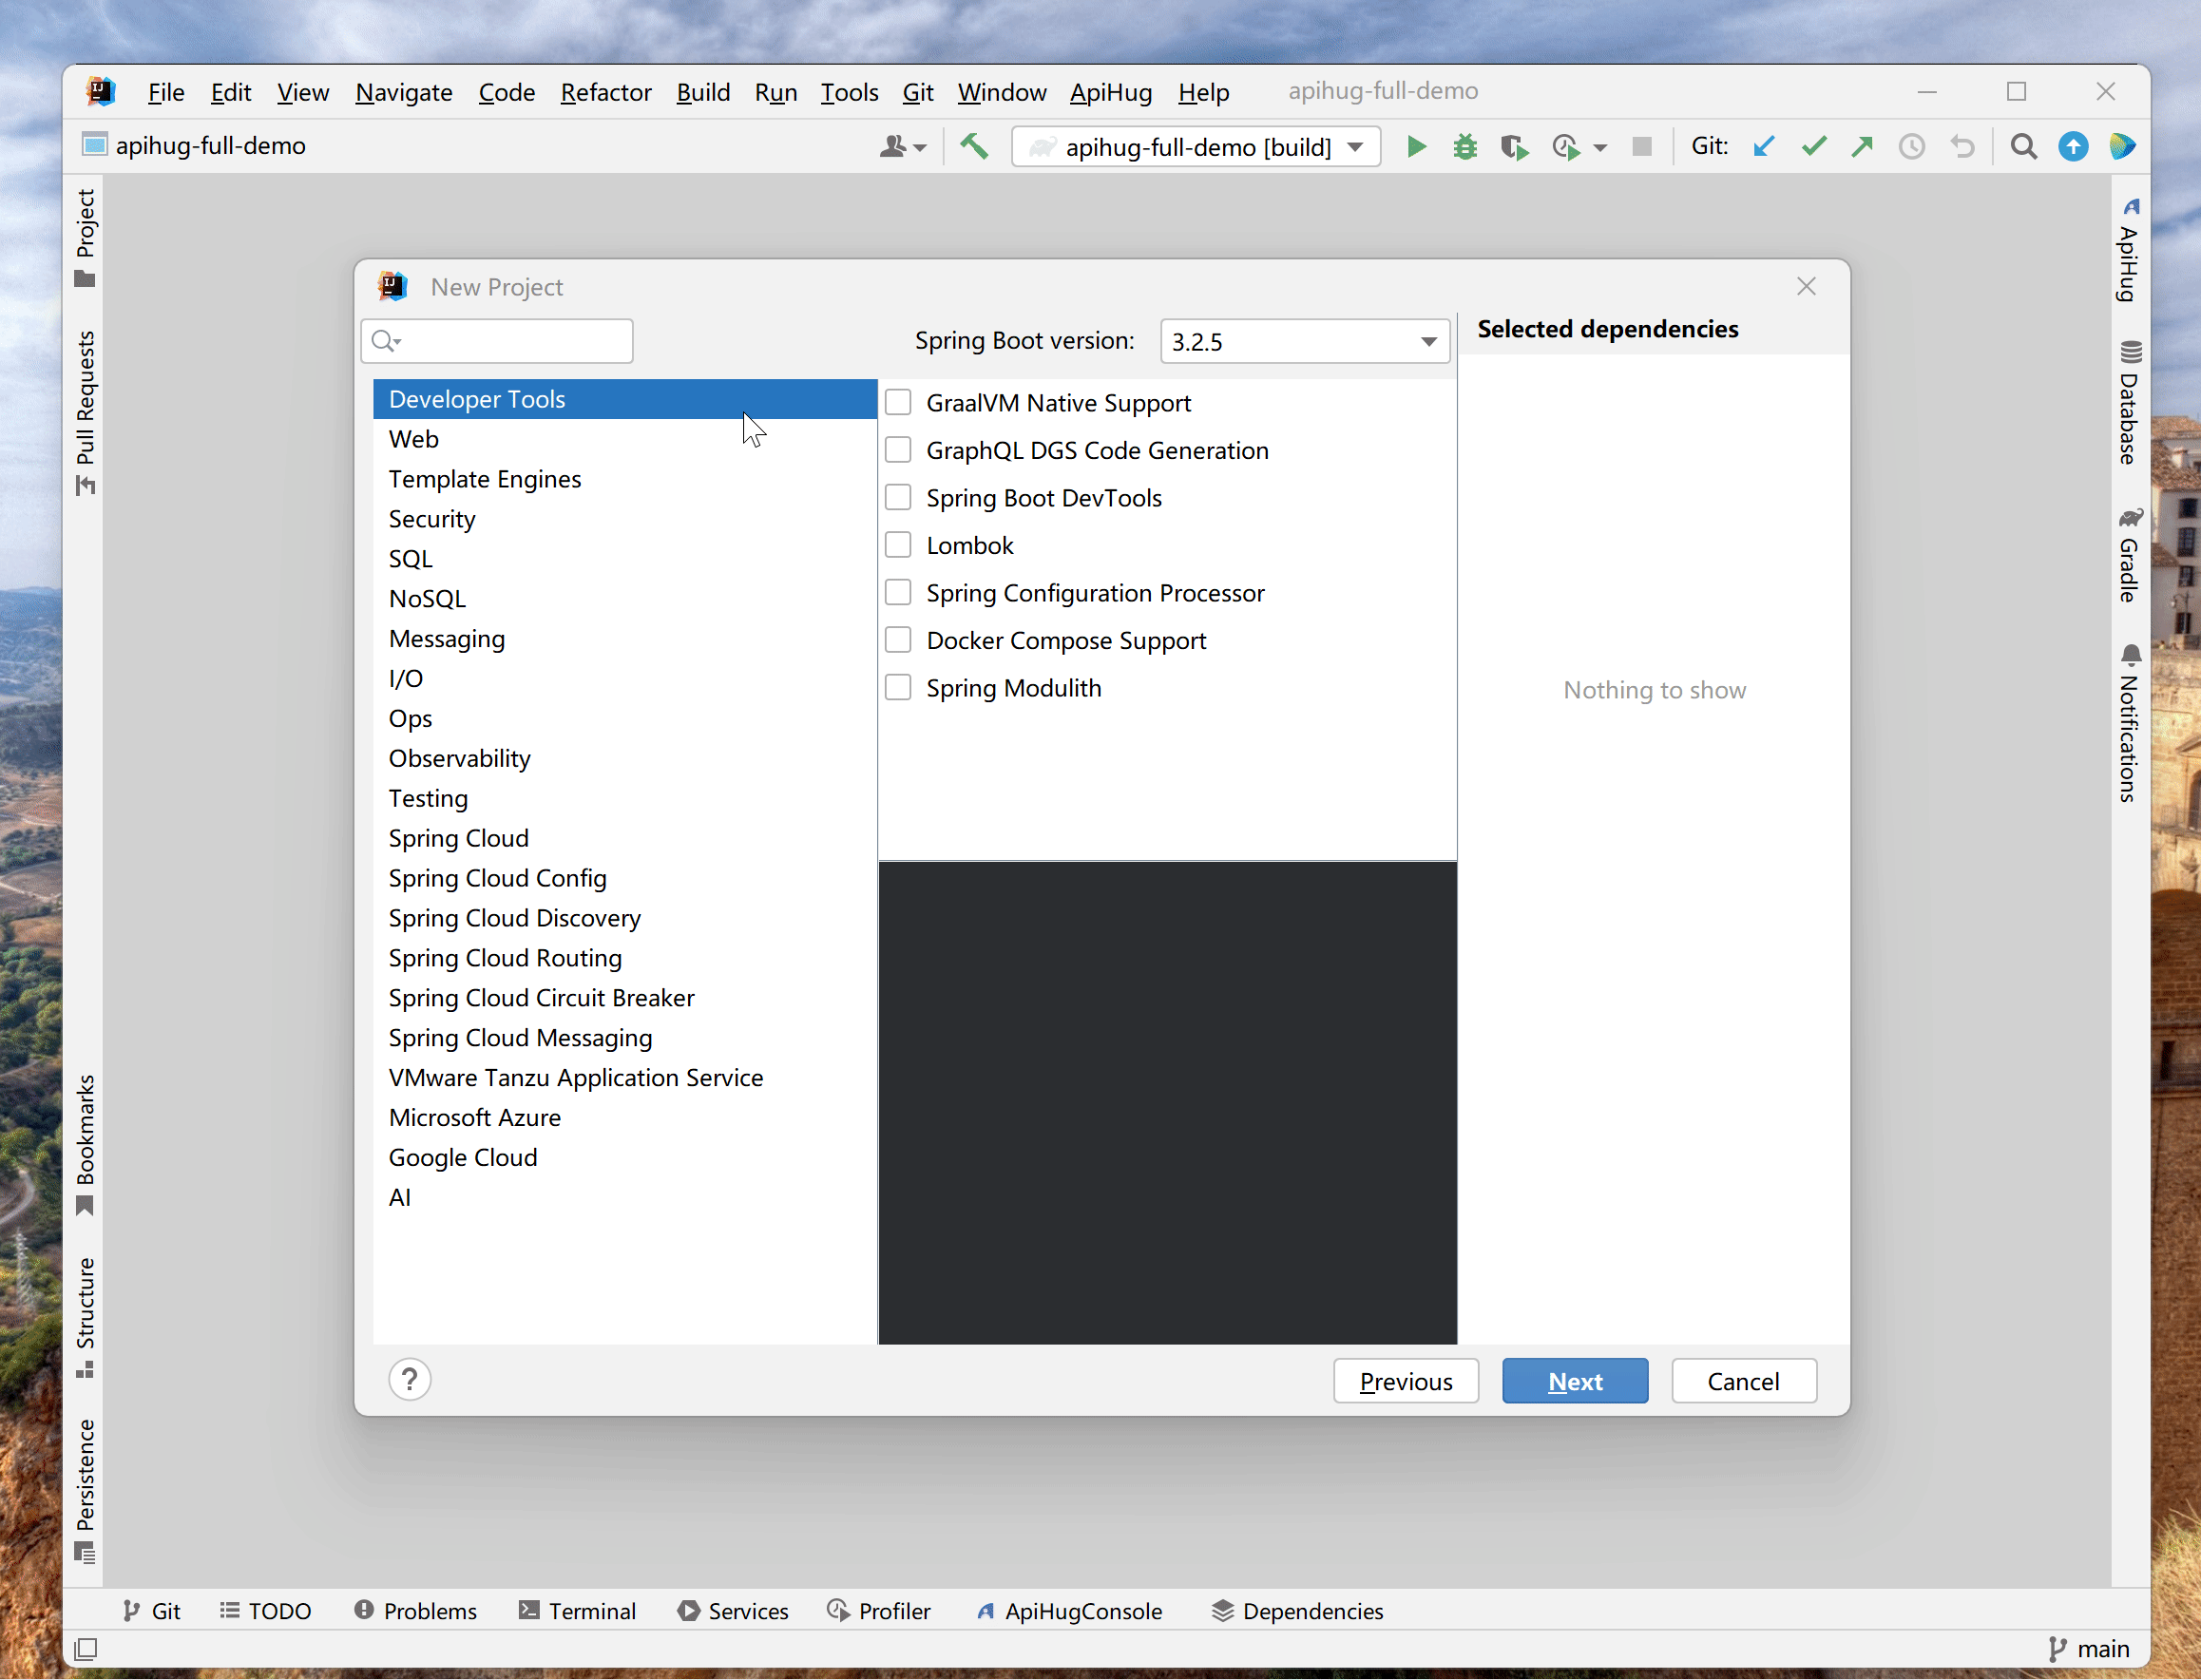 File Edit View Navigate Code Refactor Build Run Tools Git Window ApiHug Help apihug-full-demo
apihug-full-demo
apihug-full-demo [build]
Git:
Project
Pull Requests
Bookmarks
Structure
Persistence
New Project
Spring Boot version: 3.2.5
Selected dependencies
Developer Tools
Web
Template Engines
Security
SQL
NoSQL
Messaging
I/O
Ops
Observability
Testing
Spring Cloud
Spring Cloud Config
Spring Cloud Discovery
Spring Cloud Routing
Spring Cloud Circuit Breaker
Spring Cloud Messaging
VMware Tanzu Application Service
Microsoft Azure
Google Cloud
AI
GraalVM Native Support
GraphQL DGS Code Generation
Spring Boot DevTools
Lombok
Spring Configuration Processor
Docker Compose Support
Spring Modulith
Nothing to show
?
Previous
Next
Cancel
ApiHug
Database
Gradle
Notifications
Git TODO Problems Terminal Services Profiler ApiHugConsole Dependencies
main